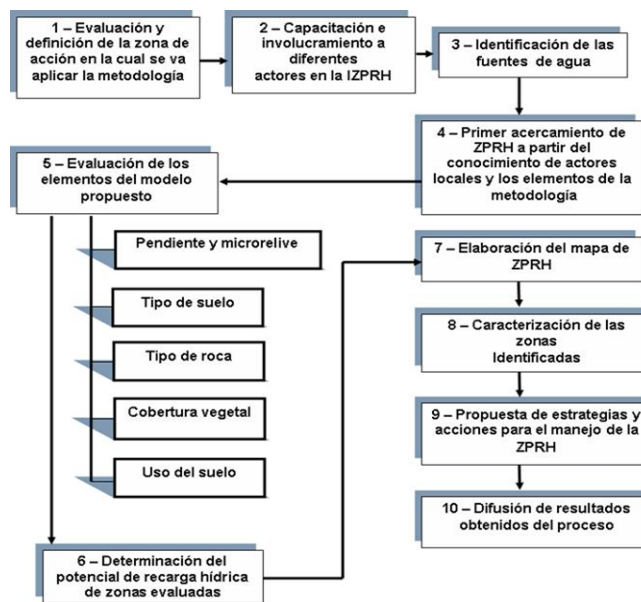 1 – Evaluación y
definición de la zona de
acción en la cual se va
aplicar la metodología
2 – Capacitación e
involucramiento a
diferentes
actores en la IZPRH
3 – Identificación de las
fuentes de agua
4 – Primer acercamiento de
ZPRH a partir del
conocimiento de actores
locales y los elementos de la
metodología
5 – Evaluación de los
elementos del modelo
propuesto
Pendiente y microrelive
Tipo de suelo
Tipo de roca
Cobertura vegetal
Uso del suelo
6 – Determinación del
potencial de recarga hídrica
de zonas evaluadas
7 – Elaboración del mapa de
ZPRH
8 – Caracterización de las
zonas
Identificadas
9 – Propuesta de estrategias y
acciones para el manejo de la
ZPRH
10 – Difusión de resultados
obtenidos del proceso